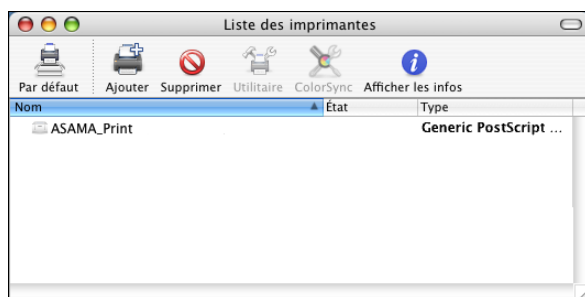 Liste des imprimantes
Par défaut Ajouter Supprimer Utilitaire ColorSync Afficher les infos
Nom État Type
ASAMA_Print Generic PostScript ...